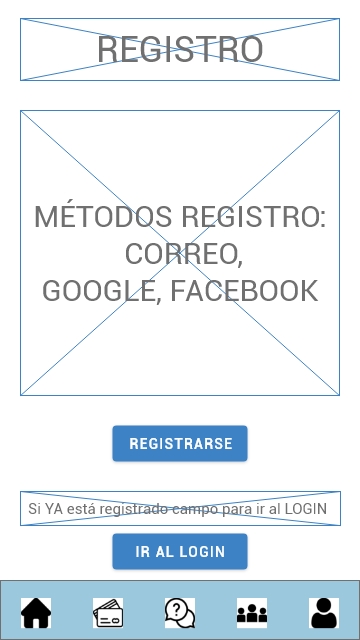 REGISTRO
MÉTODOS REGISTRO:
CORREO,
GOOGLE, FACEBOOK
REGISTRARSE
Si YA está registrado campo para ir al LOGIN
IR AL LOGIN
?